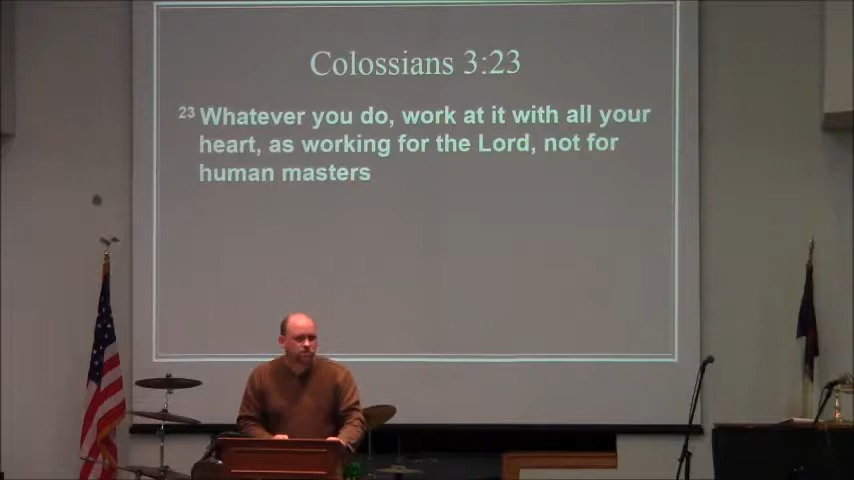 Colossians 3:23
23 Whatever you do, work at it with all your
heart, as working for the Lord, not for
human masters